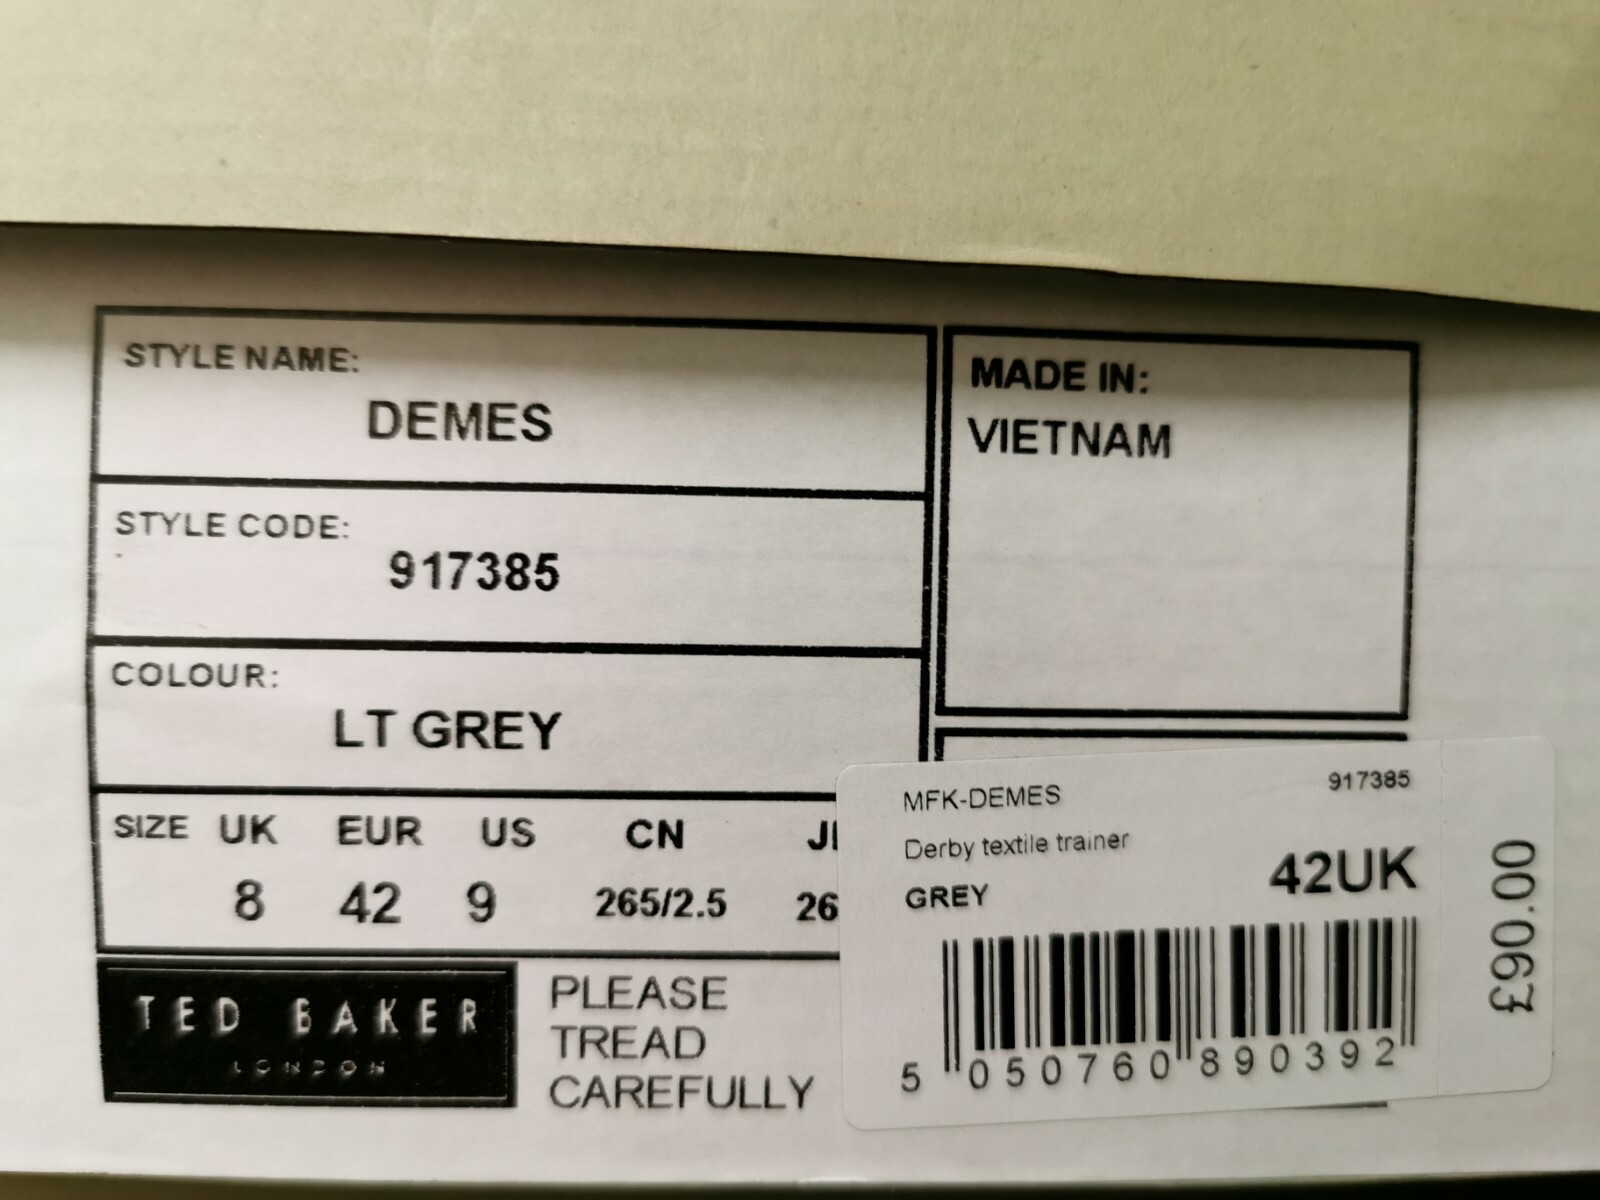 STYLE NAME:
DEMES
STYLE CODE:
917385
COLOUR:
LT GREY
SIZE UK EUR US CN
8 42 9 265/2.5
TED BAKER
LONDON
PLEASE
TREAD
CAREFULLY
MADE IN:
VIETNAM
MFK-DEMES 917385
Derby textile trainer
GREY 42UK
5 050760 890392
£90.00